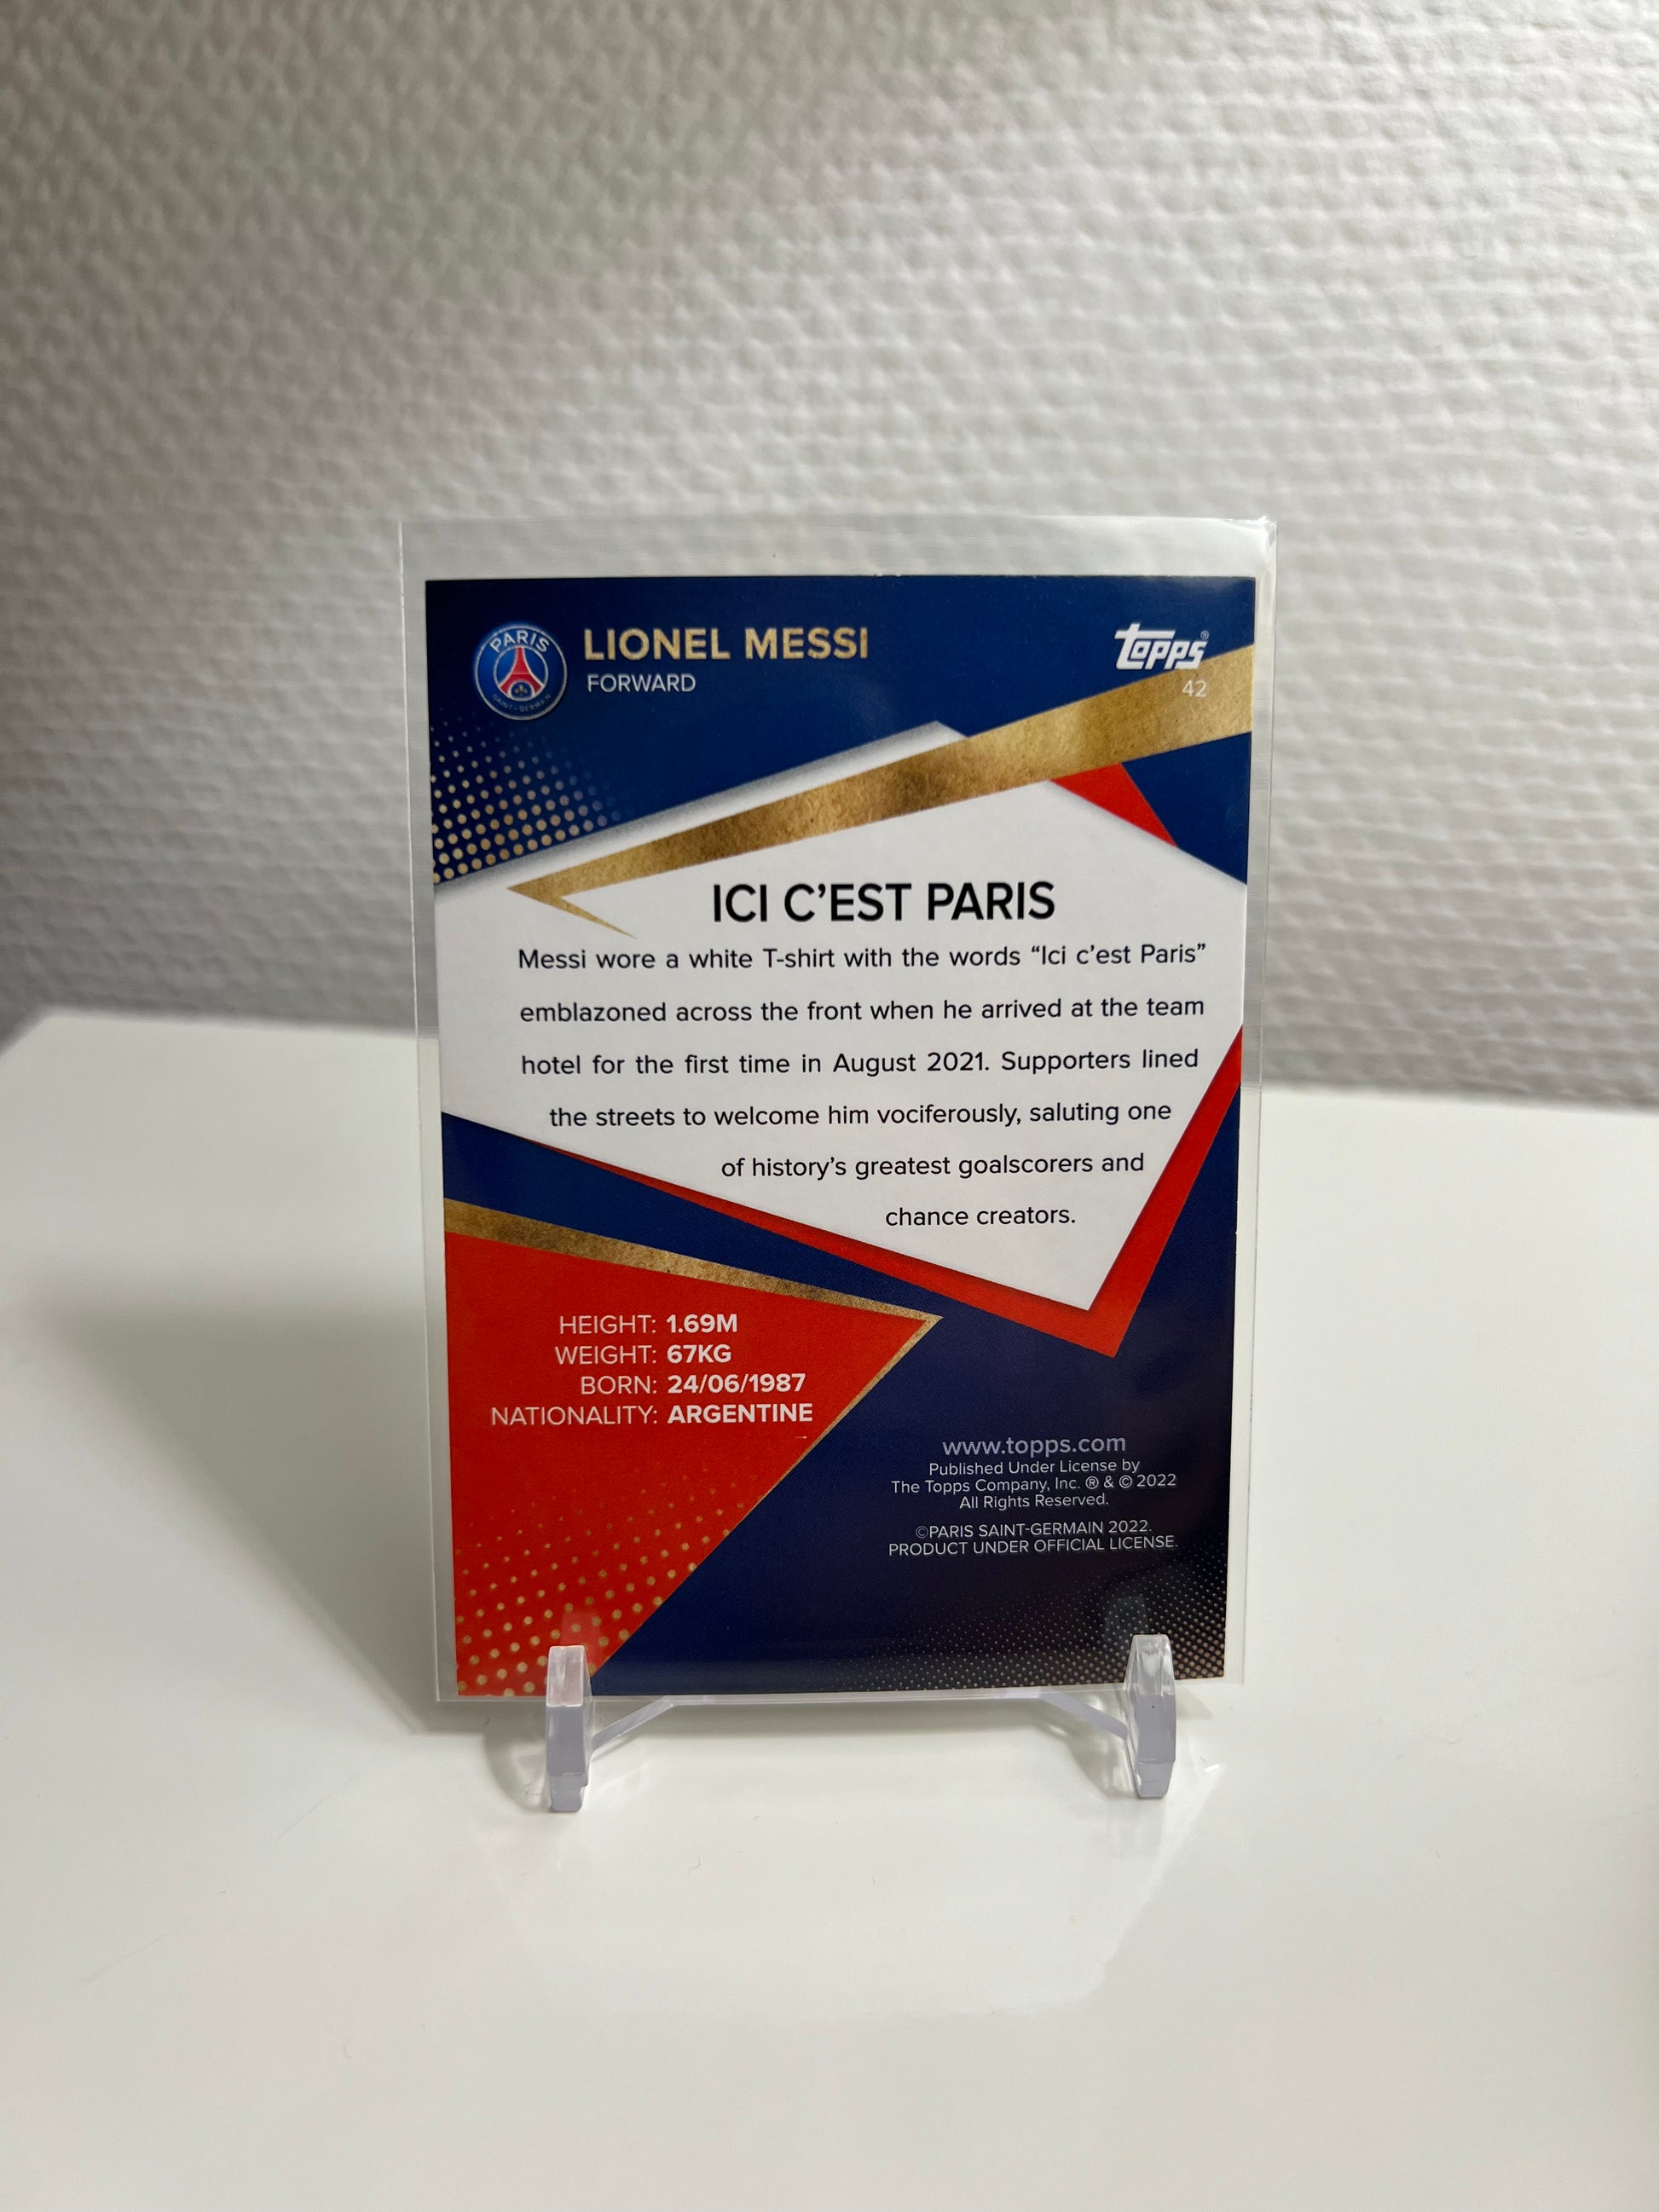 PARIS
SAINT-GERMAIN
LIONEL MESSI
FORWARD
topps®
42
ICI C'EST PARIS
Messi wore a white T-shirt with the words “Ici c’est Paris”
emblazoned across the front when he arrived at the team
hotel for the first time in August 2021. Supporters lined
the streets to welcome him vociferously, saluting one
of history’s greatest goalscorers and
chance creators.
HEIGHT: 1.69M
WEIGHT: 67KG
BORN: 24/06/1987
NATIONALITY: ARGENTINE
www.topps.com
Published Under License by
The Topps Company, Inc. ® & © 2022
All Rights Reserved.
©PARIS SAINT-GERMAIN 2022.
PRODUCT UNDER OFFICIAL LICENSE.